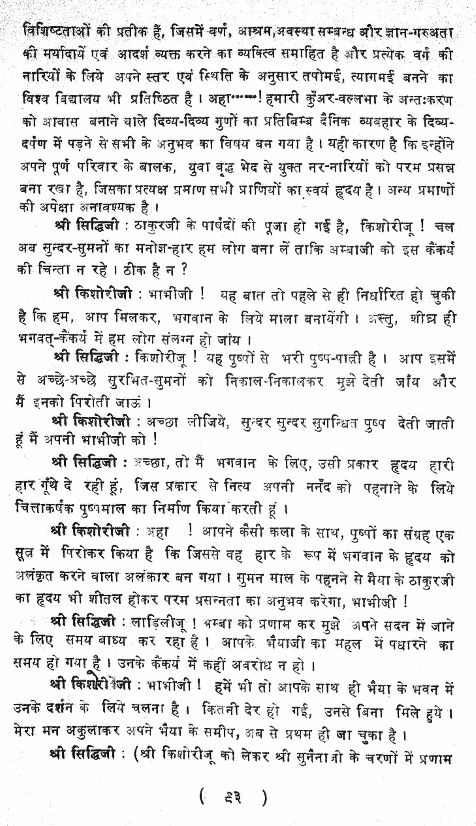 विशिष्टताओं की प्रतीक हैं, जिसमें वर्ण, आश्रम,अवस्था सम्बन्ध और ज्ञान-गरुअता
की मर्यादायें एवं आदर्श व्यक्त करने का व्यक्तित्व समाहित है और प्रत्येक वर्ग की
नारियों के लिये अपने स्तर एवं स्थिति के अनुसार तपोमई, त्यागमई बनने का
विश्व विद्यालय भी प्रतिष्ठित है । अहा......! हमारी कुँअर-वल्लभा के अन्तःकरण
को आवास बनाने वाले दिव्य-दिव्य गुणों का प्रतिबिम्ब दैनिक व्यवहार के दिव्य-
दर्पण में पड़ने से सभी के अनुभव का विषय बन गया है । यही कारण है कि इन्होंने
अपने पूर्ण परिवार के बालक, युवा वृद्ध भेद से युक्त नर-नारियों को परम प्रसन्न
बना रखा है, जिसका प्रत्यक्ष प्रमाण सभी प्राणियों का स्वयं हृदय है । अन्य प्रमाणों
की अपेक्षा अनावश्यक है ।
श्री सिद्धिजी : ठाकुरजी के पार्षदों की पूजा हो गई है, किशोरीजू ! चल
अब सुन्दर-सुमनों का मनोज्ञ-हार हम लोग बना लें ताकि अम्बाजी को इस कैंकर्य
की चिन्ता न रहे । ठीक है न ?
श्री किशोरीजी : भाभीजी ! यह बात तो पहले से ही निर्धारित हो चुकी
है कि हम, आप मिलकर, भगवान के लिये माला बनायेंगी । अस्तु, शीघ्र ही
भगवत्-कैंकर्य में हम लोग संलग्न हो जांय ।
श्री सिद्धिजी : किशोरीजू ! यह पुष्पों से भरी पुष्प-पात्री है । आप इसमें
से अच्छे-अच्छे सुरभित-सुमनों को निकाल-निकालकर मुझे देती जाँय और
मैं इनको पिरोती जाऊं ।
श्री किशोरीजी : अच्छा लीजिये, सुन्दर सुन्दर सुगन्धित पुष्प देती जाती
हूं मैं अपनी भाभीजी को !
श्री सिद्धिजी : अच्छा, तो मैं भगवान के लिए, उसी प्रकार हृदय हारी
हार गूँथे दे रही हूं, जिस प्रकार से नित्य अपनी ननँद को पहनाने के लिये
चित्ताकर्षक पुष्पमाल का निर्माण किया करती हूं ।
श्री किशोरीजी : अहा ! आपने कैसी कला के साथ, पुष्पों का संग्रह एक
सूत्र में पिरोकर किया है कि जिससे वह हार के रूप में भगवान के हृदय को
अलंकृत करने वाला अलंकार बन गया । सुमन माल के पहनने से मैया के ठाकुरजी
का हृदय भी शीतल होकर परम प्रसन्नता का अनुभव करेगा, भाभीजी !
श्री सिद्धिजी : लाड़िलीजू ! अम्बा को प्रणाम कर मुझे अपने सदन में जाने
के लिए समय बाध्य कर रहा है । आपके भैयाजी का महल में पधारने का
समय हो गया है । उनके कैंकर्य में कहीं अवरोध न हो ।
श्री किशोरीजी : भाभीजी ! हमें भी तो आपके साथ ही भैया के भवन में
उनके दर्शन के लिये चलना है । कितनी देर हो गई, उनसे बिना मिले हुये ।
मेरा मन अकुलाकर अपने भैया के समीप, अब से प्रथम ही जा चुका है ।
श्री सिद्धिजी : (श्री किशोरीजू को लेकर श्री सुनैनाजी के चरणों में प्रणाम
( ६३ )